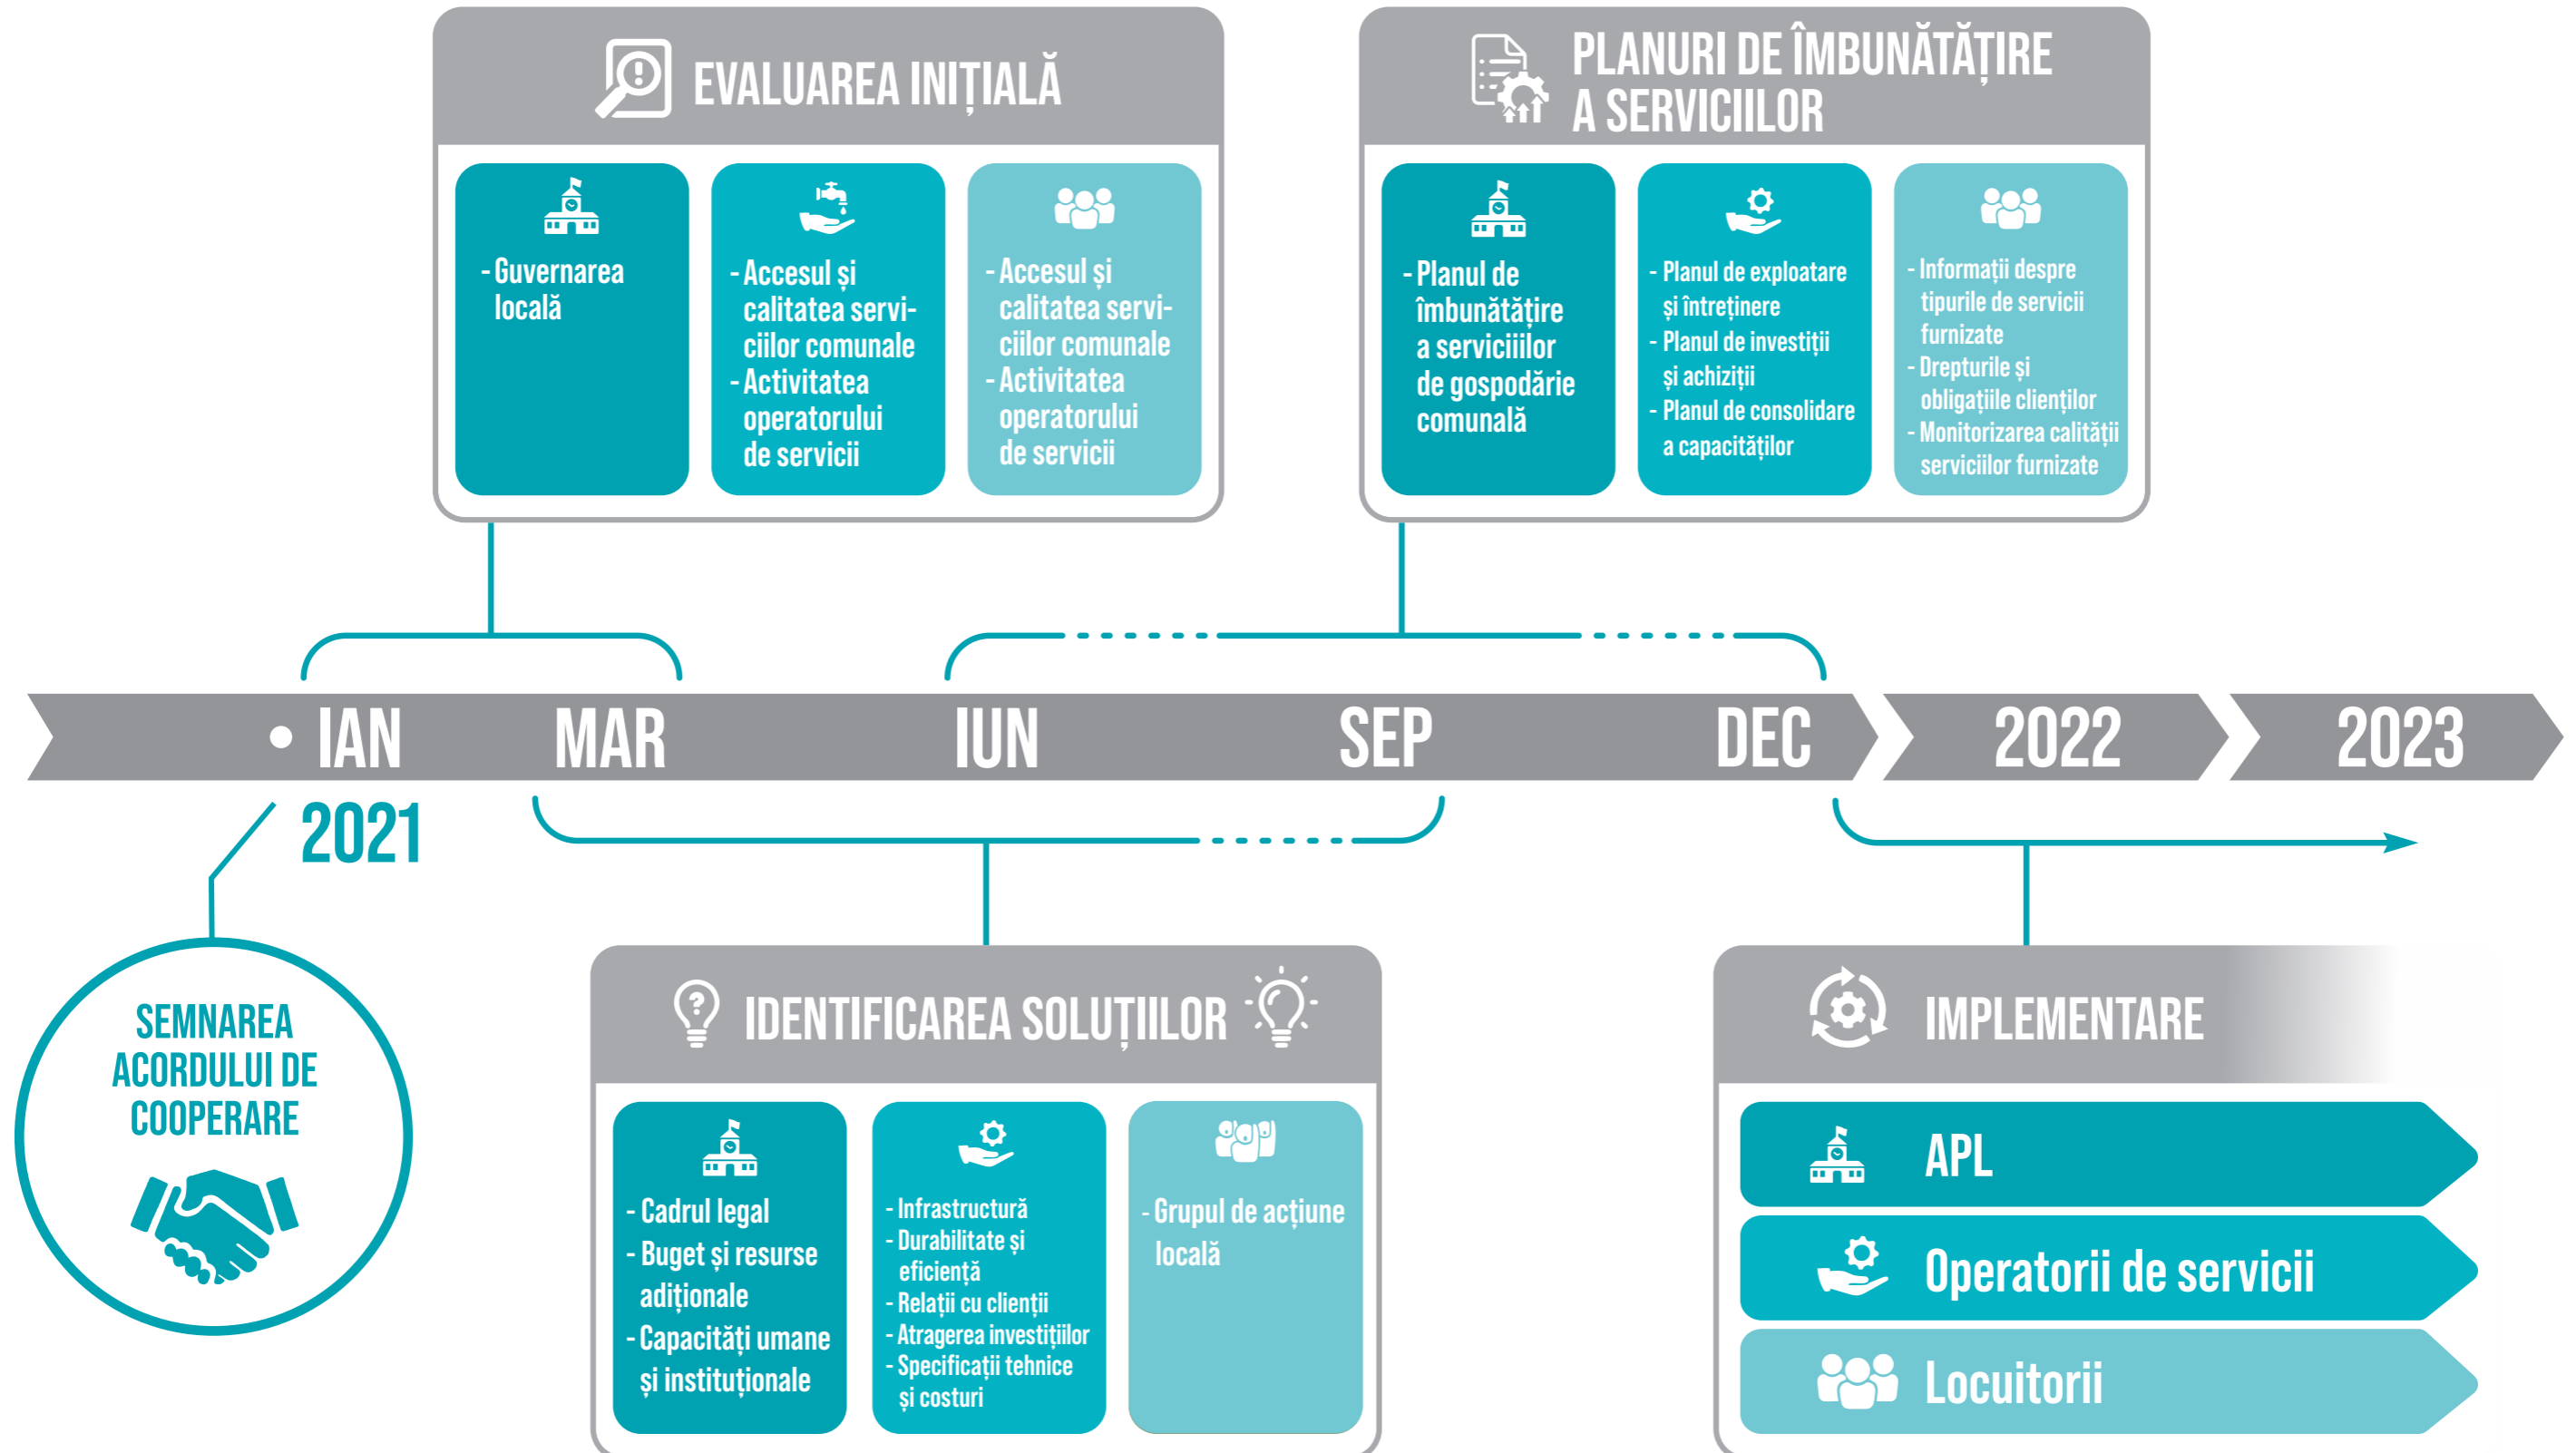 EVALUAREA INIȚIALĂ
- Guvernarea
locală
- Accesul și
calitatea servi-
ciilor comunale
- Activitatea
operatorului
de servicii
- Accesul și
calitatea servi-
ciilor comunale
- Activitatea
operatorului
de servicii
PLANURI DE ÎMBUNĂTĂȚIRE
A SERVICIILOR
- Planul de
îmbunătățire
a serviciiilor
de gospodărie
comunală
- Planul de exploatare
și întreținere
- Planul de investiții
și achiziții
- Planul de consolidare
a capacităților
- Informații despre
tipurile de servicii
furnizate
- Drepturile și
obligațiile clienților
- Monitorizarea calității
serviciilor furnizate
• IAN MAR IUN SEP DEC 2022 2023
2021
SEMNAREA
ACORDULUI DE
COOPERARE
IDENTIFICAREA SOLUȚIILOR
- Cadrul legal
- Buget și resurse
adiționale
- Capacități umane
și instituționale
- Infrastructură
- Durabilitate și
eficiență
- Relații cu clienții
- Atragerea investițiilor
- Specificații tehnice
și costuri
- Grupul de acțiune
locală
IMPLEMENTARE
APL
Operatorii de servicii
Locuitorii